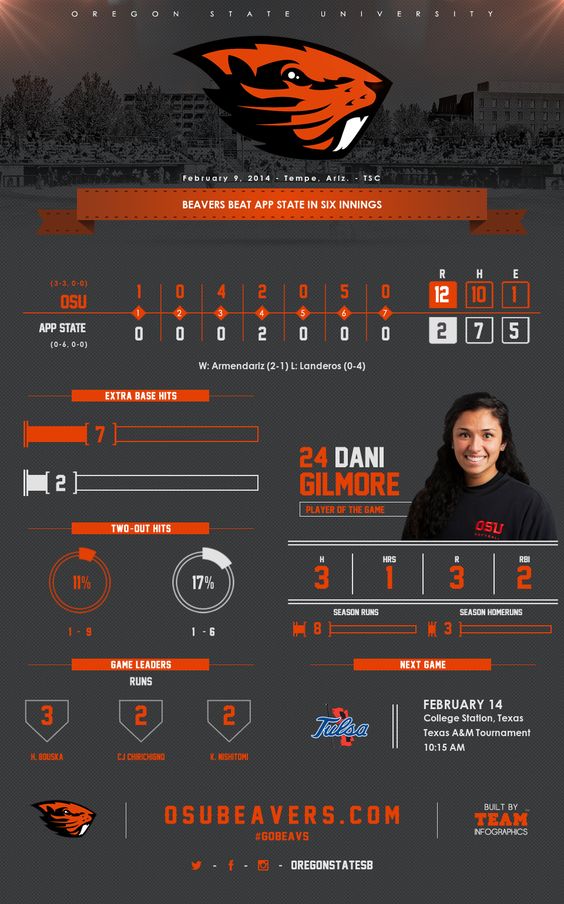 OREGON STATE UNIVERSITY
February 9, 2014 - Tempe, Ariz. - TSC
BEAVERS BEAT APP STATE IN SIX INNINGS
R H E
(3-3, 0-0)
OSU 1 0 4 2 0 5 0 12 10 1
1 2 3 4 5 6 7
APP STATE 0 0 0 2 0 0 0 2 7 5
(0-6, 0-0)
W: Armendariz (2-1) L: Landeros (0-4)
EXTRA BASE HITS
7
2
24 DANI
GILMORE
PLAYER OF THE GAME
OSU
SOFTBALL
TWO-OUT HITS
11% 17%
1 - 9 1 - 6
H HRS R RBI
3 1 3 2
SEASON RUNS SEASON HOMERUNS
8 3
GAME LEADERS
RUNS
3 2 2
H. BOUSKA CJ CHIRICHIGNO K. NISHITOMI
NEXT GAME
Tulsa
FEBRUARY 14
College Station, Texas
Texas A&M Tournament
10:15 AM
OSUBEAVERS.COM
#GOBEAVS
BUILT BY
TEAM
INFOGRAPHICS
- f - - OREGONSTATESB